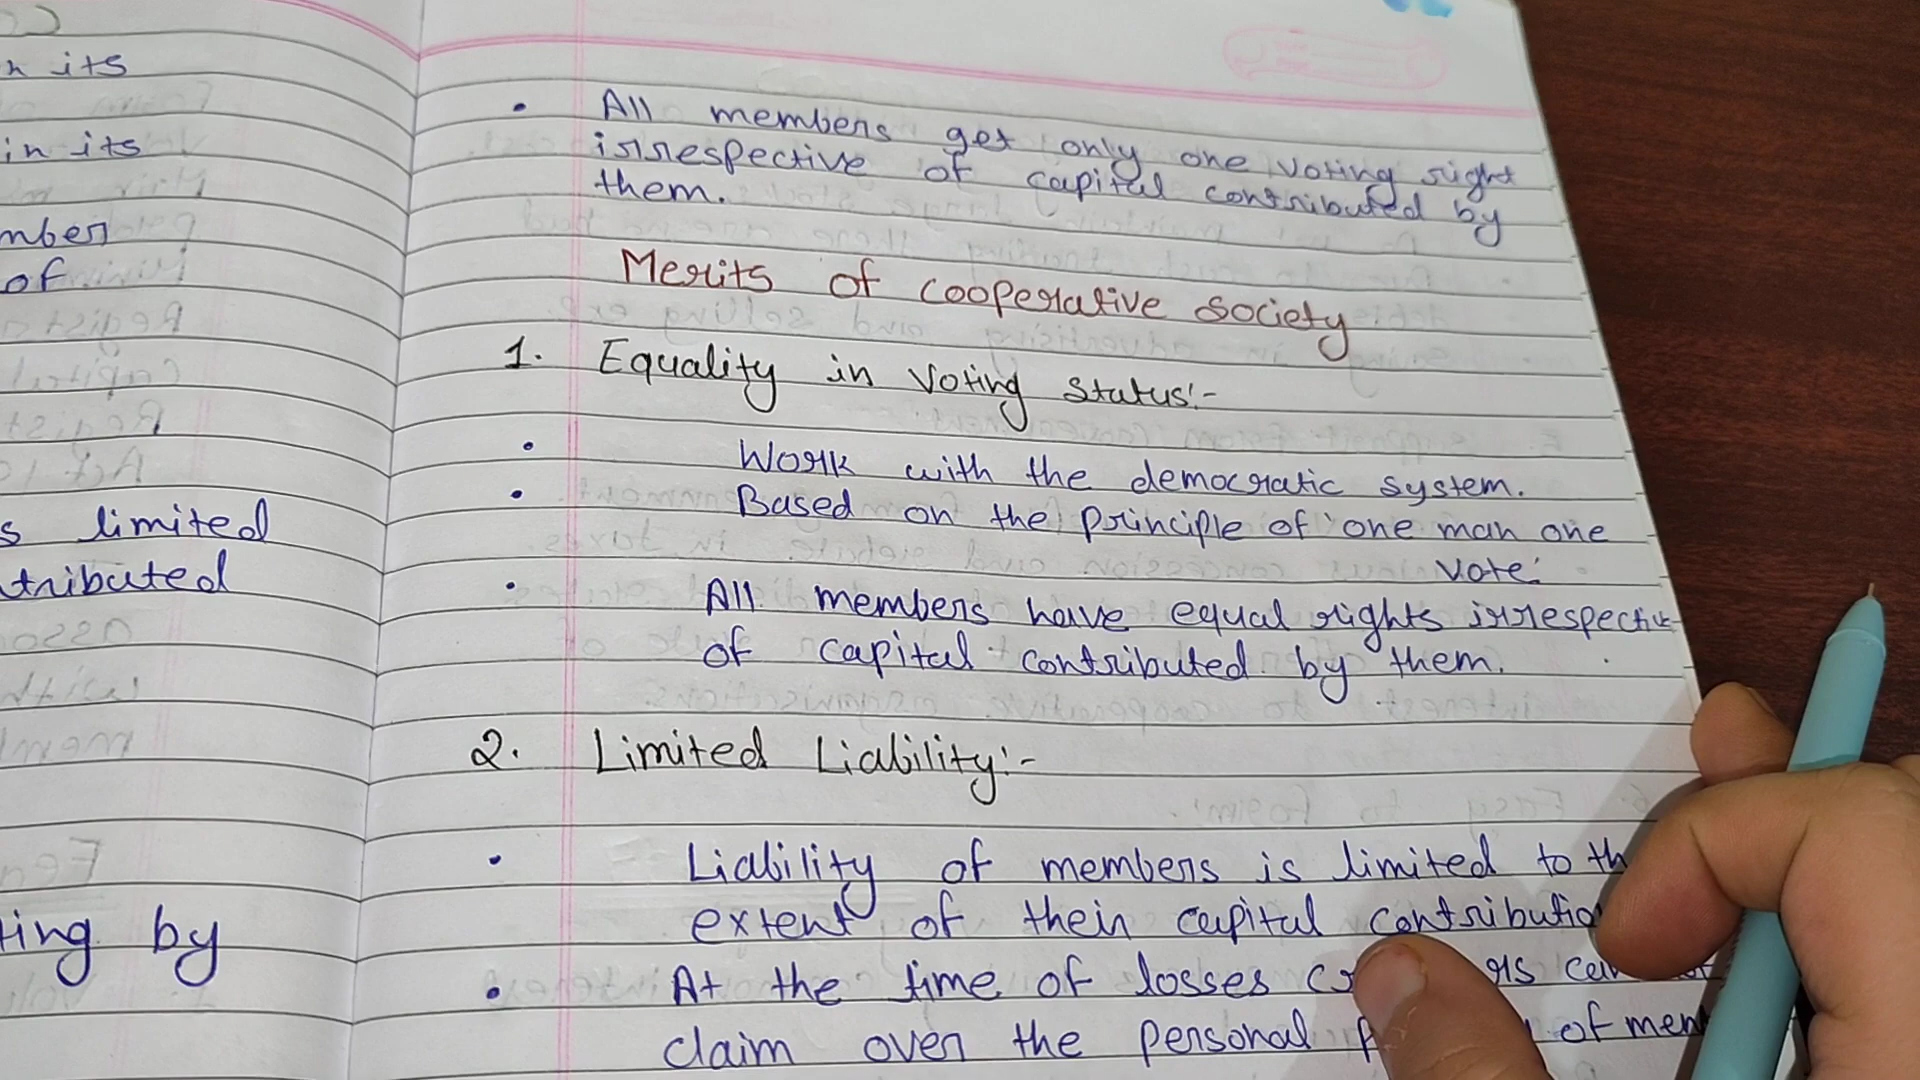 n its
in its
mber
of
s limited
tributed
ting by
• All members get only one voting right
irrespective of capital contributed by
them.
Merits of cooperative society
1. Equality in voting status:-
• Work with the democratic system.
• Based on the principle of 'one man one
vote'.
• All members have equal rights irrespective
of capital contributed by them.
2. Limited Liability:-
• Liability of members is limited to th
extent of their capital contributio
• At the time of losses
claim over the personal of mem